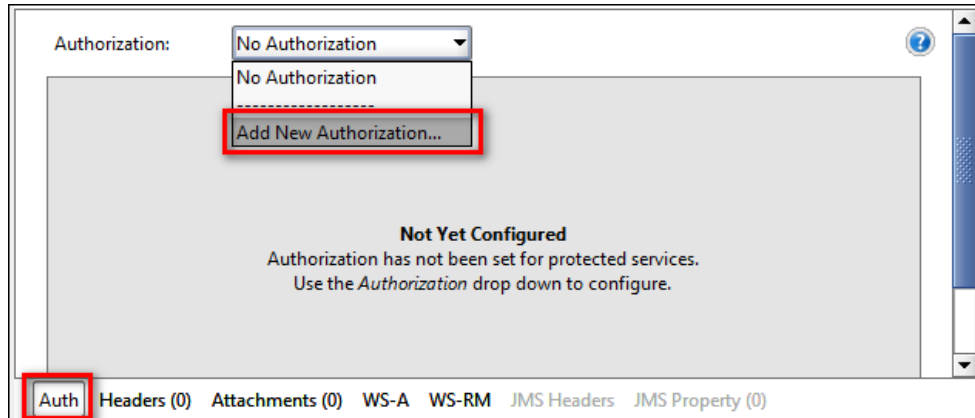 Authorization: No Authorization
No Authorization
------------------
Add New Authorization...
Not Yet Configured
Authorization has not been set for protected services.
Use the Authorization drop down to configure.
Auth Headers (0) Attachments (0) WS-A WS-RM JMS Headers JMS Property (0)